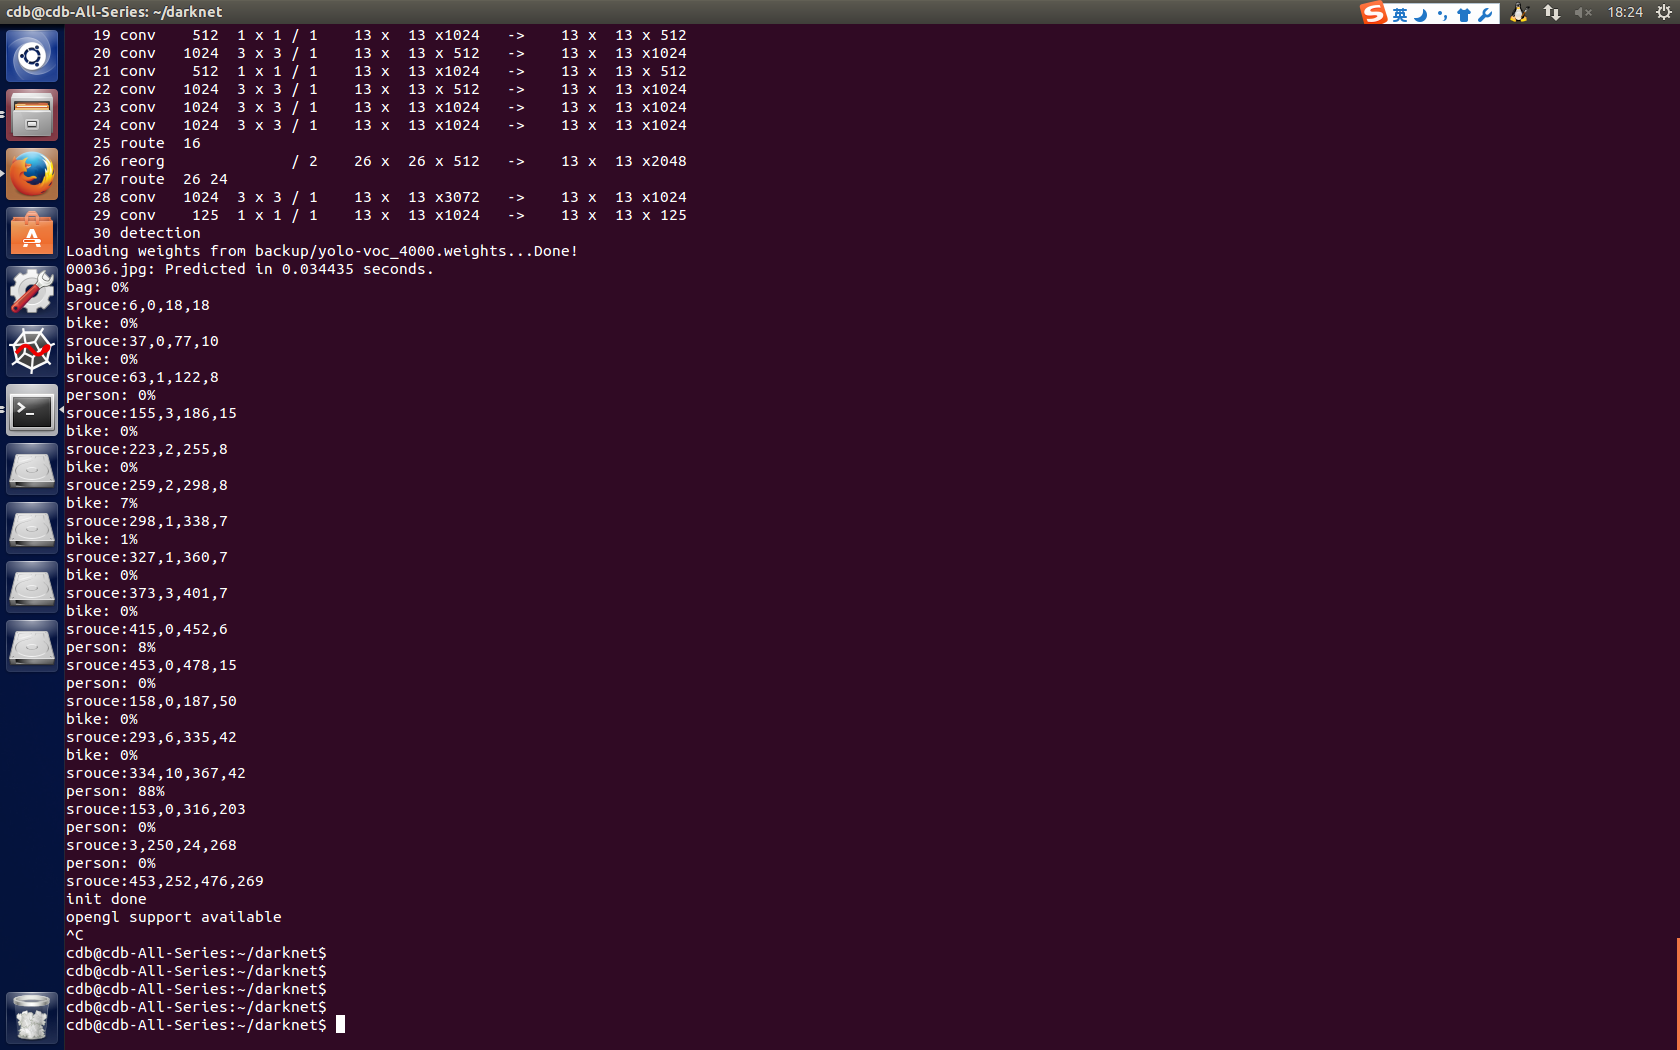 cdb@cdb-All-Series: ~/darknet
英
18:24
19 conv 512 1 x 1 / 1 13 x 13 x1024 -> 13 x 13 x 512
20 conv 1024 3 x 3 / 1 13 x 13 x 512 -> 13 x 13 x1024
21 conv 512 1 x 1 / 1 13 x 13 x1024 -> 13 x 13 x 512
22 conv 1024 3 x 3 / 1 13 x 13 x 512 -> 13 x 13 x1024
23 conv 1024 3 x 3 / 1 13 x 13 x1024 -> 13 x 13 x1024
24 conv 1024 3 x 3 / 1 13 x 13 x1024 -> 13 x 13 x1024
25 route 16
26 reorg / 2 26 x 26 x 512 -> 13 x 13 x2048
27 route 26 24
28 conv 1024 3 x 3 / 1 13 x 13 x3072 -> 13 x 13 x1024
29 conv 125 1 x 1 / 1 13 x 13 x1024 -> 13 x 13 x 125
30 detection
Loading weights from backup/yolo-voc_4000.weights...Done!
00036.jpg: Predicted in 0.034435 seconds.
bag: 0%
srouce:6,0,18,18
bike: 0%
srouce:37,0,77,10
bike: 0%
srouce:63,1,122,8
person: 0%
srouce:155,3,186,15
bike: 0%
srouce:223,2,255,8
bike: 0%
srouce:259,2,298,8
bike: 7%
srouce:298,1,338,7
bike: 1%
srouce:327,1,360,7
bike: 0%
srouce:373,3,401,7
bike: 0%
srouce:415,0,452,6
person: 8%
srouce:453,0,478,15
person: 0%
srouce:158,0,187,50
bike: 0%
srouce:293,6,335,42
bike: 0%
srouce:334,10,367,42
person: 88%
srouce:153,0,316,203
person: 0%
srouce:3,250,24,268
person: 0%
srouce:453,252,476,269
init done
opengl support available
^C
cdb@cdb-All-Series:~/darknet$
cdb@cdb-All-Series:~/darknet$
cdb@cdb-All-Series:~/darknet$
cdb@cdb-All-Series:~/darknet$
cdb@cdb-All-Series:~/darknet$